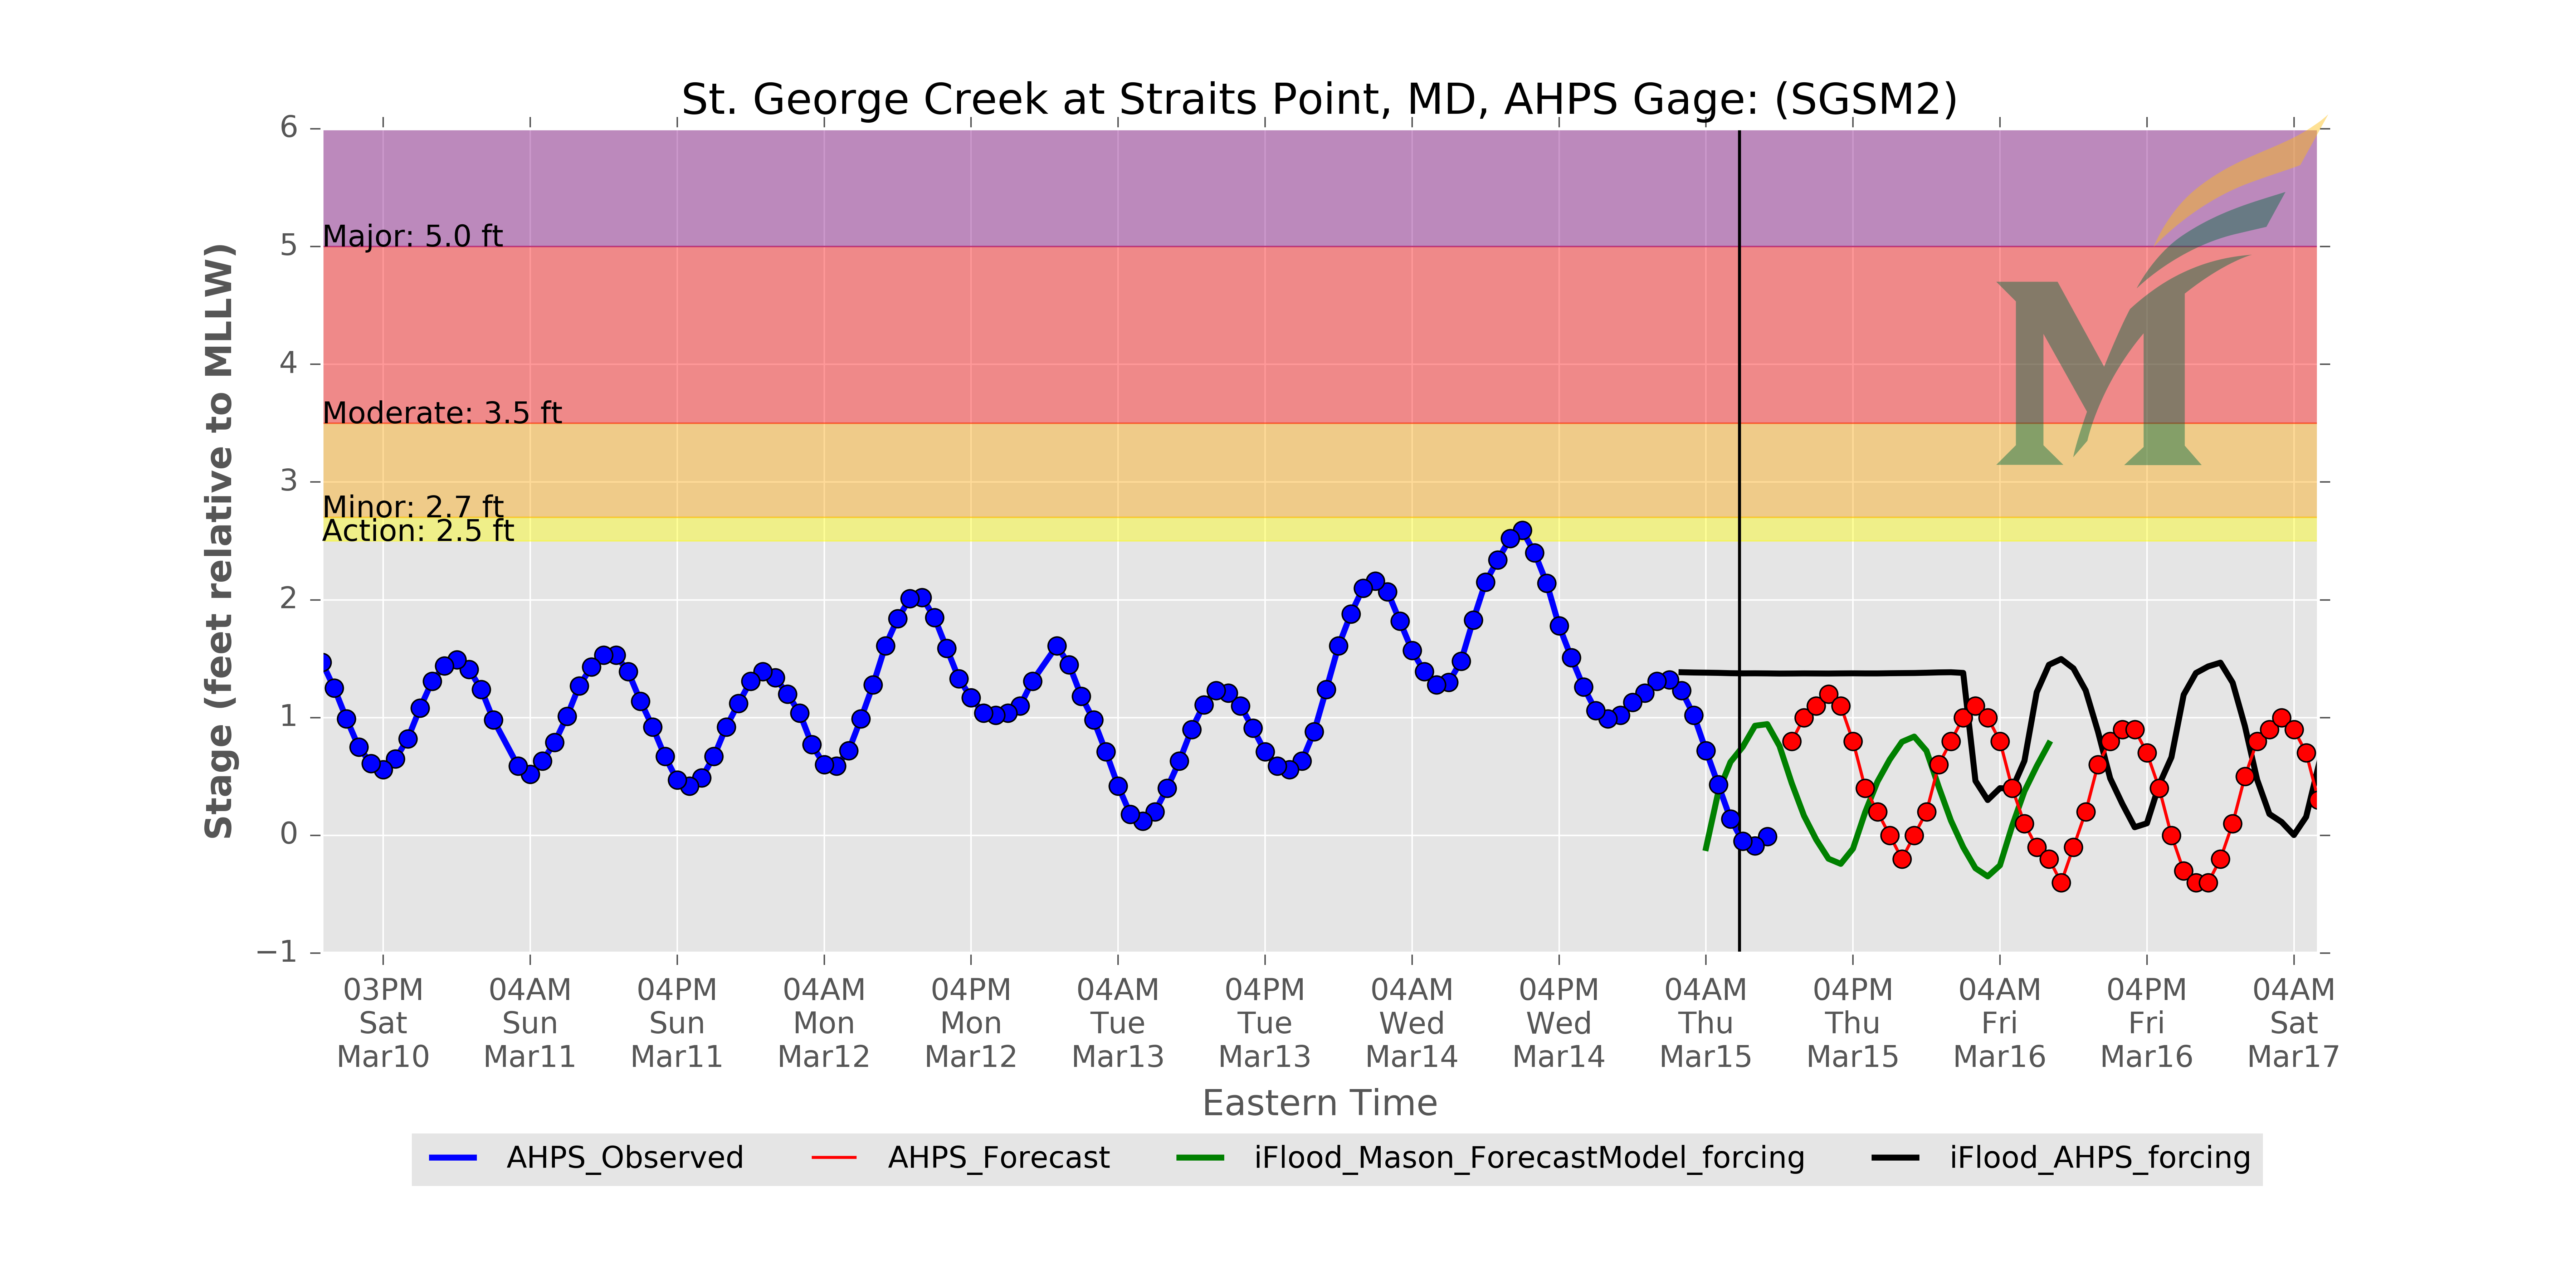 St. George Creek at Straits Point, MD, AHPS Gage: (SGSM2)
Stage (feet relative to MLLW)
6
5
4
3
2
1
0
−1
Major: 5.0 ft
Moderate: 3.5 ft
Minor: 2.7 ft
Action: 2.5 ft
M
03PM 04AM 04PM 04AM 04PM 04AM 04PM 04AM 04PM 04AM 04PM 04AM 04PM 04AM
Sat Sun Sun Mon Mon Tue Tue Wed Wed Thu Thu Fri Fri Sat
Mar10 Mar11 Mar11 Mar12 Mar12 Mar13 Mar13 Mar14 Mar14 Mar15 Mar15 Mar16 Mar16 Mar17
Eastern Time
AHPS_Observed AHPS_Forecast iFlood_Mason_ForecastModel_forcing iFlood_AHPS_forcing